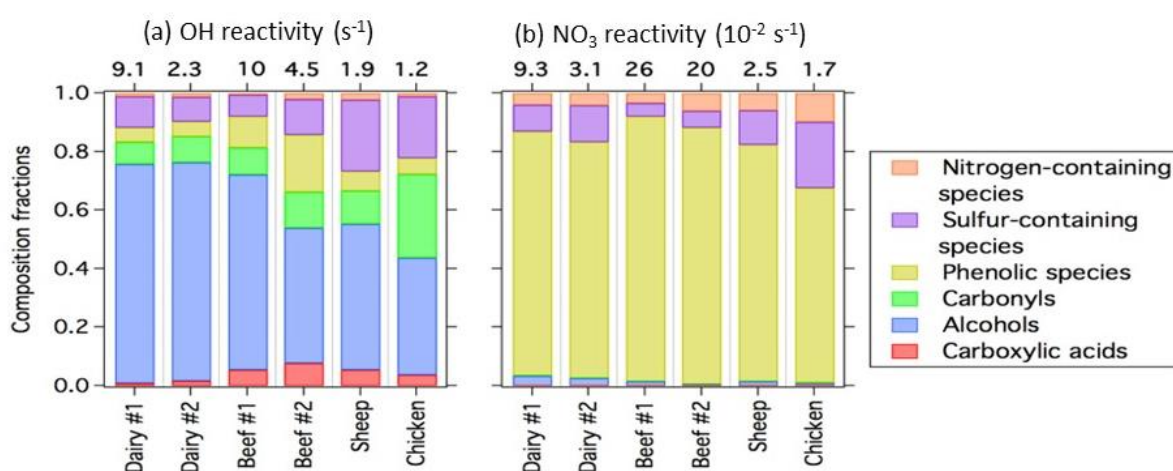 (a) OH reactivity (s-1)
9.1 2.3 10 4.5 1.9 1.2
Composition fractions
1.0
0.8
0.6
0.4
0.2
0.0
Dairy #1
Dairy #2
Beef #1
Beef #2
Sheep
Chicken
(b) NO3 reactivity (10-2 s-1)
9.3 3.1 26 20 2.5 1.7
Dairy #1
Dairy #2
Beef #1
Beef #2
Sheep
Chicken
Nitrogen-containing
species
Sulfur-containing
species
Phenolic species
Carbonyls
Alcohols
Carboxylic acids